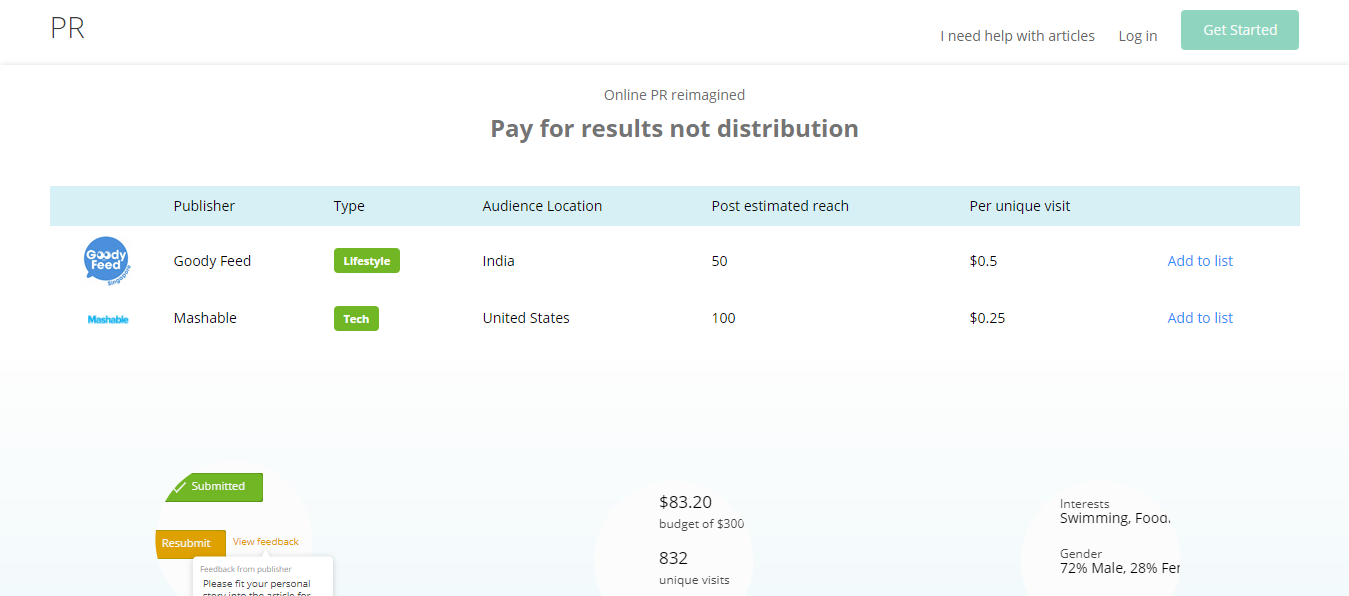 PR
I need help with articles Log in Get Started
Online PR reimagined
Pay for results not distribution
Publisher Type Audience Location Post estimated reach Per unique visit
Goody Feed Singapore
Goody Feed Lifestyle India 50 $0.5 Add to list
Mashable
Mashable Tech United States 100 $0.25 Add to list
Submitted
Resubmit View feedback
Feedback from publisher
Please fit your personal
story into the article for
$83.20
budget of $300
832
unique visits
Interests
Swimming, Food.
Gender
72% Male, 28% Fer